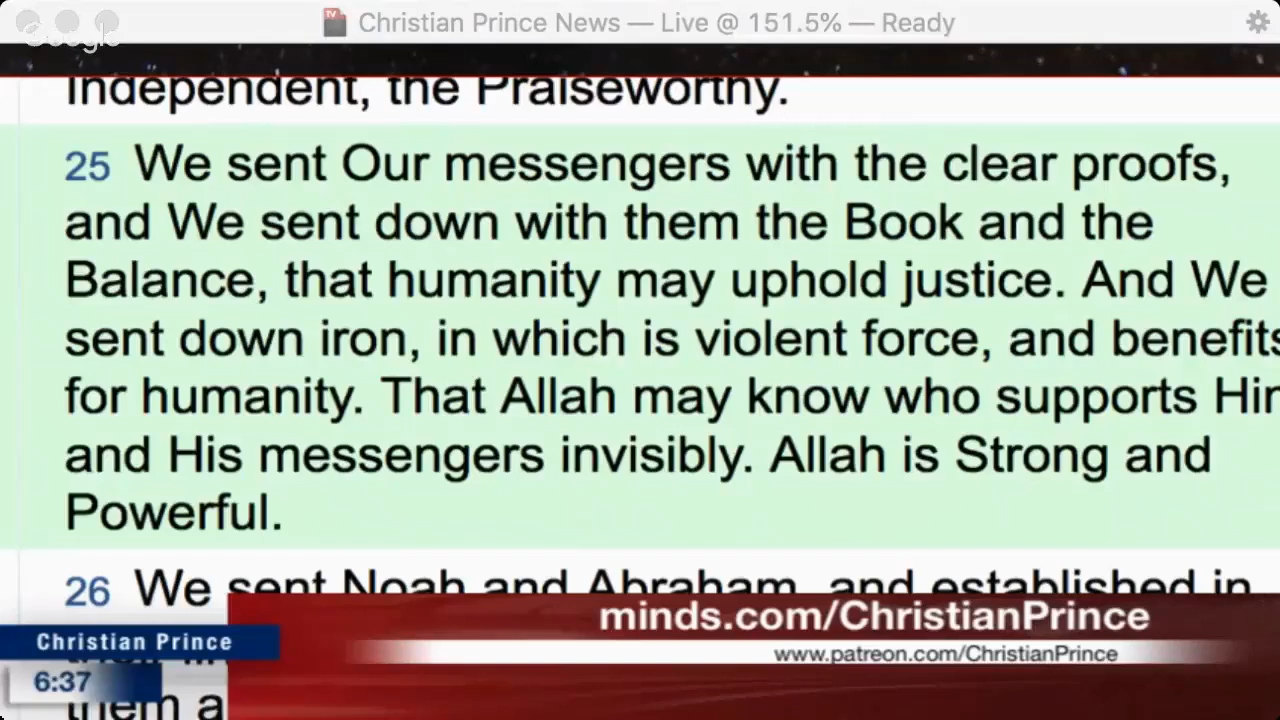 Christian Prince News — Live @ 151.5% — Ready
Google
Independent, the Praiseworthy.
25 We sent Our messengers with the clear proofs,
and We sent down with them the Book and the
Balance, that humanity may uphold justice. And We
sent down iron, in which is violent force, and benefits
for humanity. That Allah may know who supports Hi
and His messengers invisibly. Allah is Strong and
Powerful.
26 We sent Noah and Abraham, and established in
minds.com/ChristianPrince
Christian Prince
www.patreon.com/ChristianPrince
6:37
them a